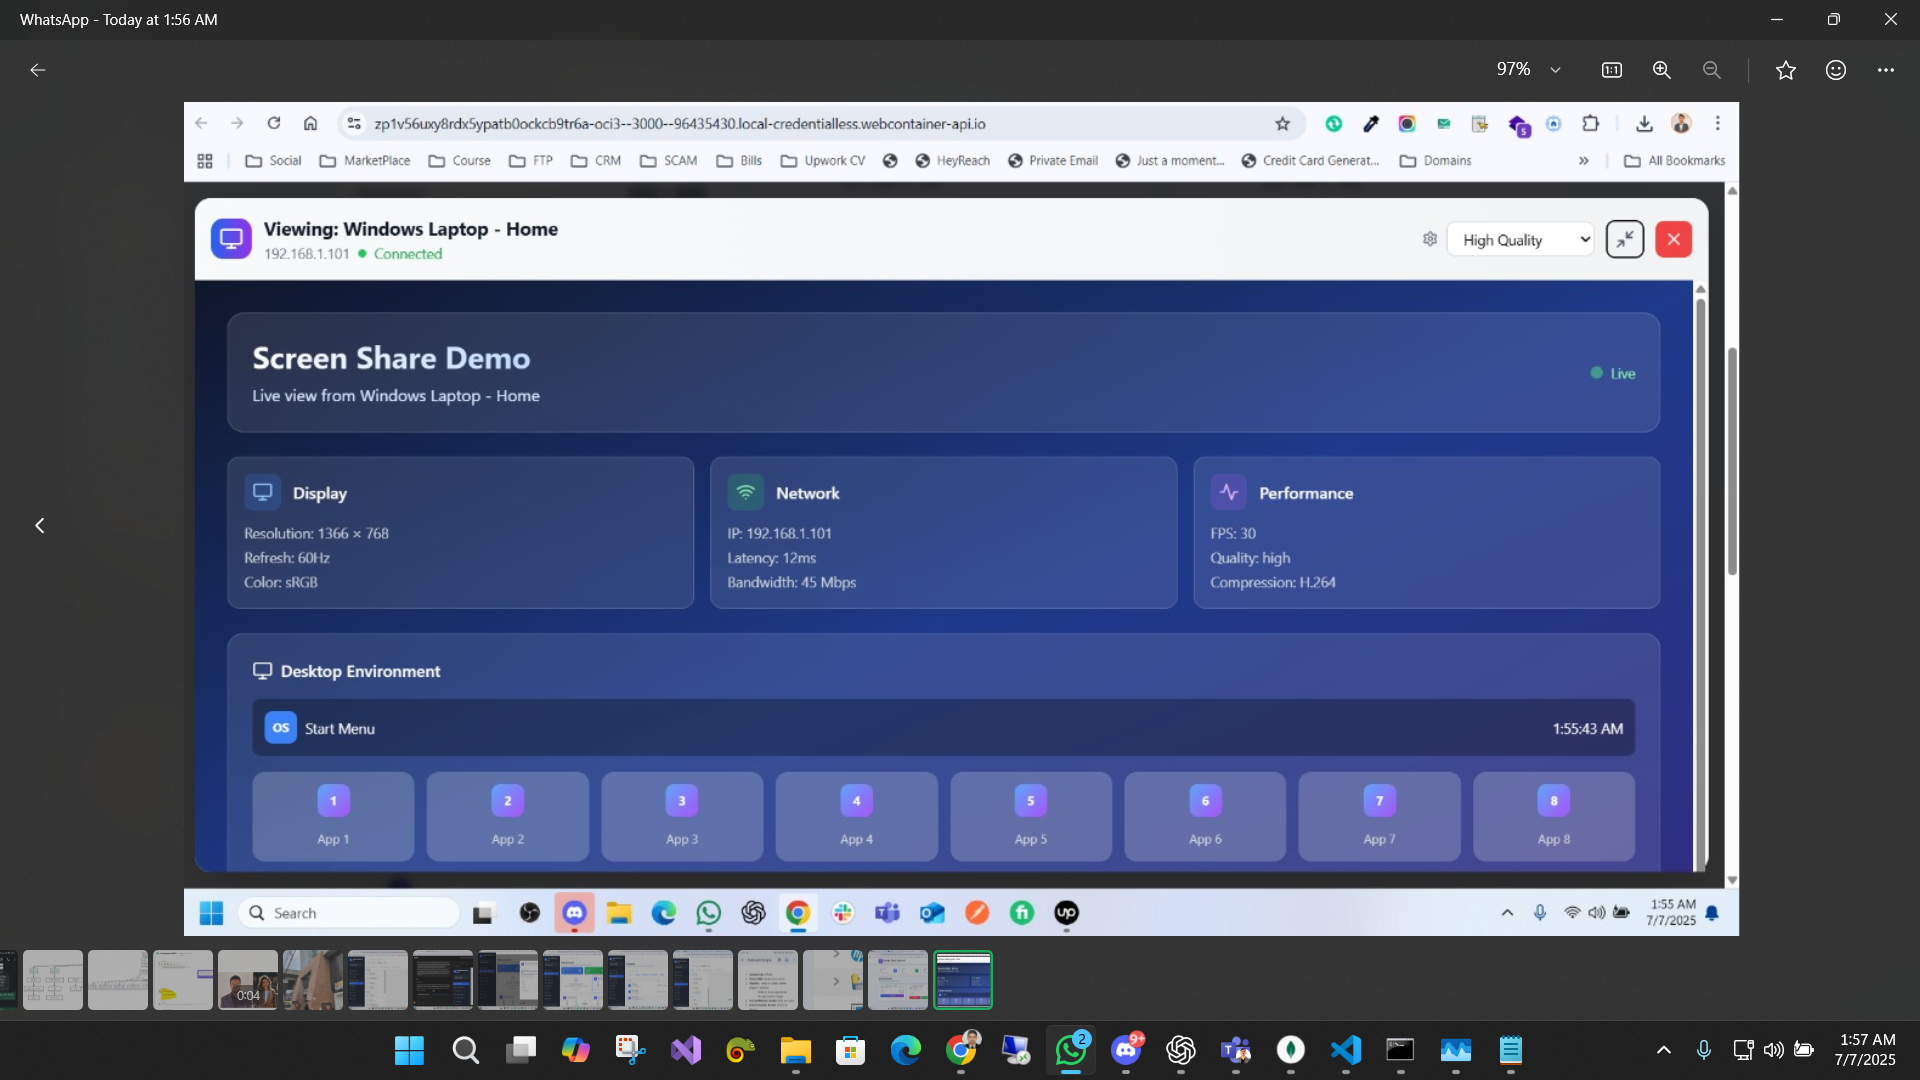 WhatsApp - Today at 1:56 AM
97%
1:1
zp1v56uxy8rdx5ypatb0ockcb9tr6a-oci3--3000--96435430.local-credentialless.webcontainer-api.io
5
Social
MarketPlace
Course
FTP
CRM
SCAM
Bills
Upwork CV
HeyReach
Private Email
Just a moment...
Credit Card Generat...
Domains
»
All Bookmarks
Viewing: Windows Laptop - Home
192.168.1.101
Connected
High Quality
Screen Share Demo
Live view from Windows Laptop - Home
Live
Display
Resolution: 1366 × 768
Refresh: 60Hz
Color: sRGB
Network
IP: 192.168.1.101
Latency: 12ms
Bandwidth: 45 Mbps
Performance
FPS: 30
Quality: high
Compression: H.264
Desktop Environment
OS
Start Menu
1:55:43 AM
1
App 1
2
App 2
3
App 3
4
App 4
5
App 5
6
App 6
7
App 7
8
App 8
Search
fi
up
1:55 AM
7/7/2025
0:04
2
9+
1:57 AM
7/7/2025